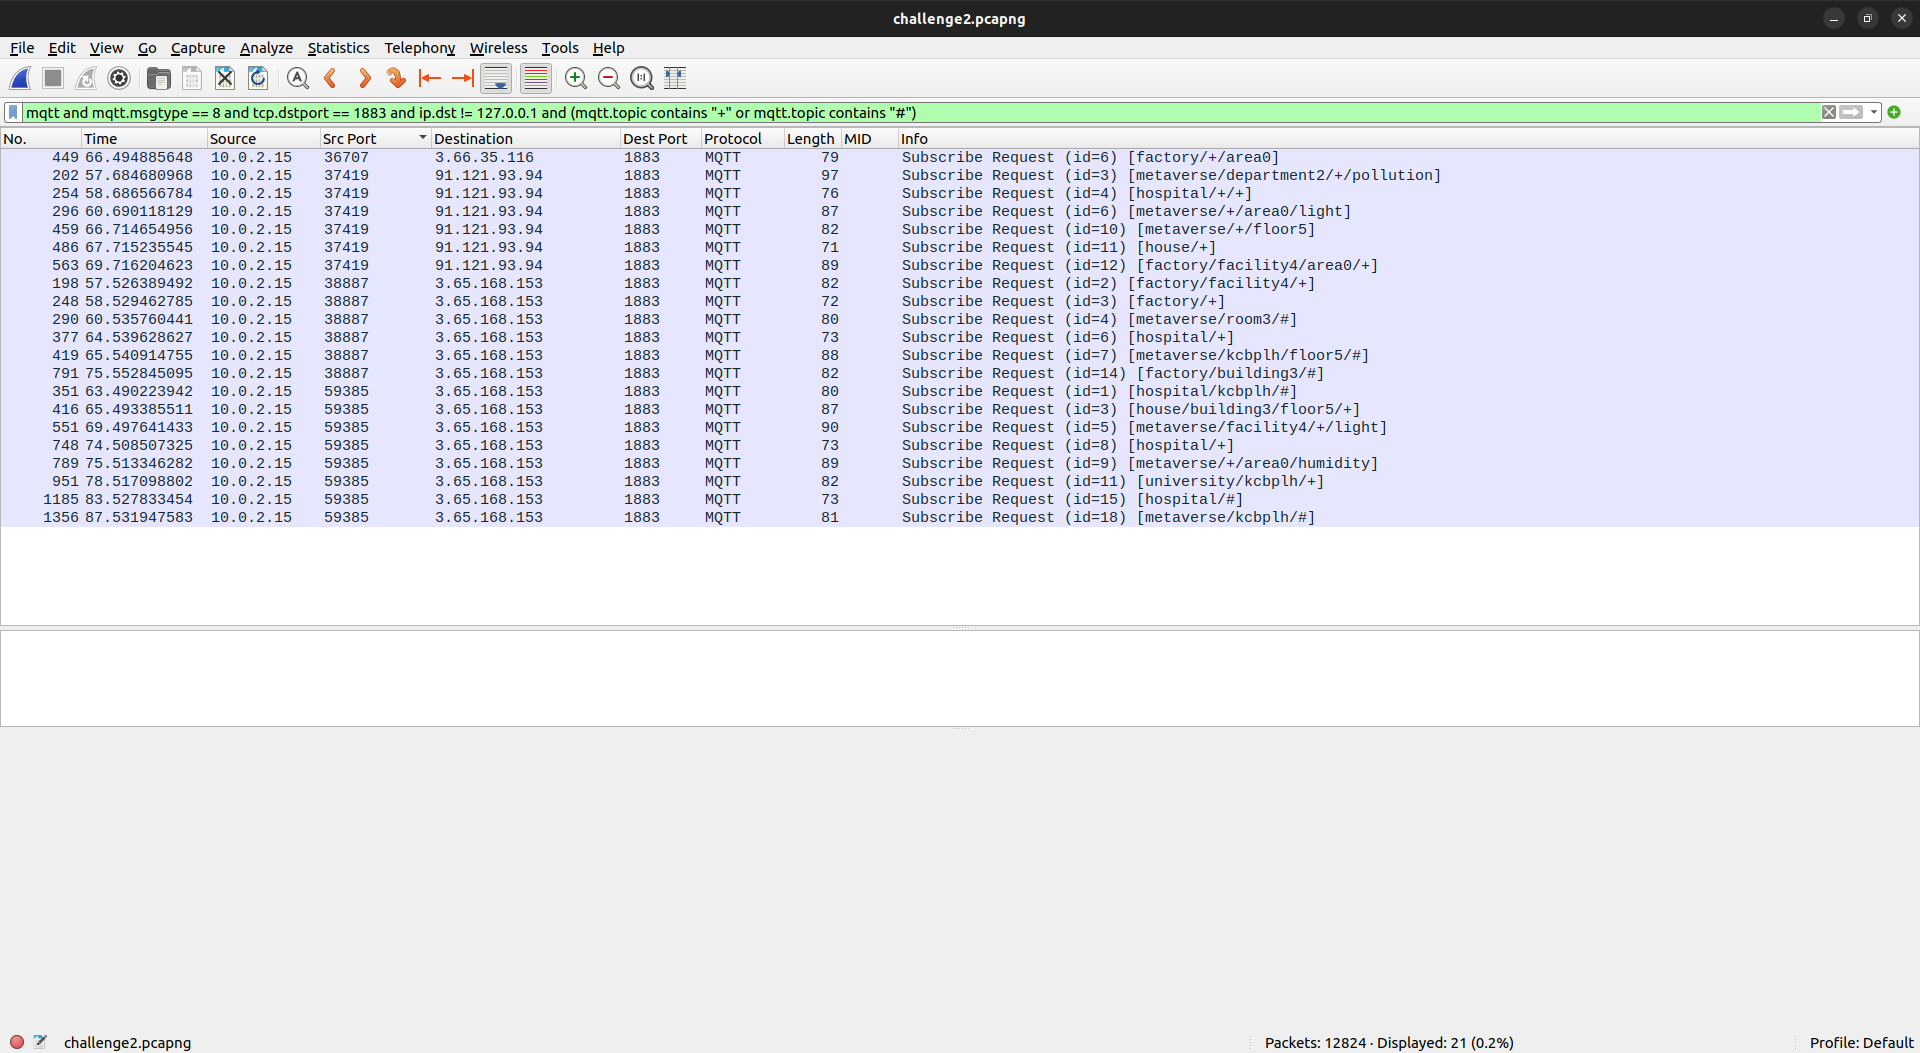 challenge2.pcapng
File Edit View Go Capture Analyze Statistics Telephony Wireless Tools Help
mqtt and mqtt.msgtype == 8 and tcp.dstport == 1883 and ip.dst != 127.0.0.1 and (mqtt.topic contains "+" or mqtt.topic contains "#")
No. Time Source Src Port Destination Dest Port Protocol Length MID Info
449 66.494885648 10.0.2.15 36707 3.66.35.116 1883 MQTT 79 Subscribe Request (id=6) [factory/+/area0]
202 57.684680968 10.0.2.15 37419 91.121.93.94 1883 MQTT 97 Subscribe Request (id=3) [metaverse/department2/+/pollution]
254 58.686566784 10.0.2.15 37419 91.121.93.94 1883 MQTT 76 Subscribe Request (id=4) [hospital/+/+]
296 60.690118129 10.0.2.15 37419 91.121.93.94 1883 MQTT 87 Subscribe Request (id=6) [metaverse/+/area0/light]
459 66.714654956 10.0.2.15 37419 91.121.93.94 1883 MQTT 82 Subscribe Request (id=10) [metaverse/+/floor5]
486 67.715235545 10.0.2.15 37419 91.121.93.94 1883 MQTT 71 Subscribe Request (id=11) [house/+]
563 69.716204623 10.0.2.15 37419 91.121.93.94 1883 MQTT 89 Subscribe Request (id=12) [factory/facility4/area0/+]
198 57.526389492 10.0.2.15 38887 3.65.168.153 1883 MQTT 82 Subscribe Request (id=2) [factory/facility4/+]
248 58.529462785 10.0.2.15 38887 3.65.168.153 1883 MQTT 72 Subscribe Request (id=3) [factory/+]
290 60.535760441 10.0.2.15 38887 3.65.168.153 1883 MQTT 80 Subscribe Request (id=4) [metaverse/room3/#]
377 64.539628627 10.0.2.15 38887 3.65.168.153 1883 MQTT 73 Subscribe Request (id=6) [hospital/+]
419 65.540914755 10.0.2.15 38887 3.65.168.153 1883 MQTT 88 Subscribe Request (id=7) [metaverse/kcbplh/floor5/#]
791 75.552845095 10.0.2.15 38887 3.65.168.153 1883 MQTT 82 Subscribe Request (id=14) [factory/building3/#]
351 63.490223942 10.0.2.15 59385 3.65.168.153 1883 MQTT 80 Subscribe Request (id=1) [hospital/kcbplh/#]
416 65.493385511 10.0.2.15 59385 3.65.168.153 1883 MQTT 87 Subscribe Request (id=3) [house/building3/floor5/+]
551 69.497641433 10.0.2.15 59385 3.65.168.153 1883 MQTT 90 Subscribe Request (id=5) [metaverse/facility4/+/light]
748 74.508507325 10.0.2.15 59385 3.65.168.153 1883 MQTT 73 Subscribe Request (id=8) [hospital/+]
789 75.513346282 10.0.2.15 59385 3.65.168.153 1883 MQTT 89 Subscribe Request (id=9) [metaverse/+/area0/humidity]
951 78.517098802 10.0.2.15 59385 3.65.168.153 1883 MQTT 82 Subscribe Request (id=11) [university/kcbplh/+]
1185 83.527833454 10.0.2.15 59385 3.65.168.153 1883 MQTT 73 Subscribe Request (id=15) [hospital/#]
1356 87.531947583 10.0.2.15 59385 3.65.168.153 1883 MQTT 81 Subscribe Request (id=18) [metaverse/kcbplh/#]
challenge2.pcapng Packets: 12824 · Displayed: 21 (0.2%) Profile: Default